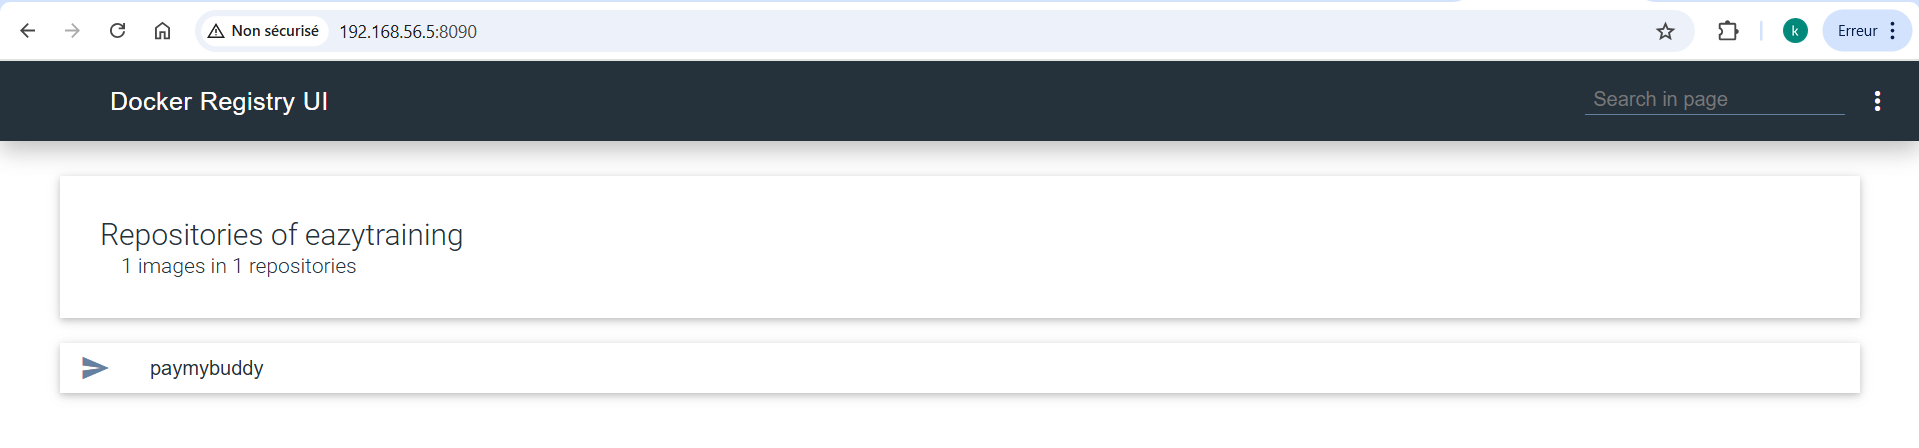 Non sécurisé 192.168.56.5:8090 k Erreur
Docker Registry UI Search in page
Repositories of eazytraining
1 images in 1 repositories
paymybuddy